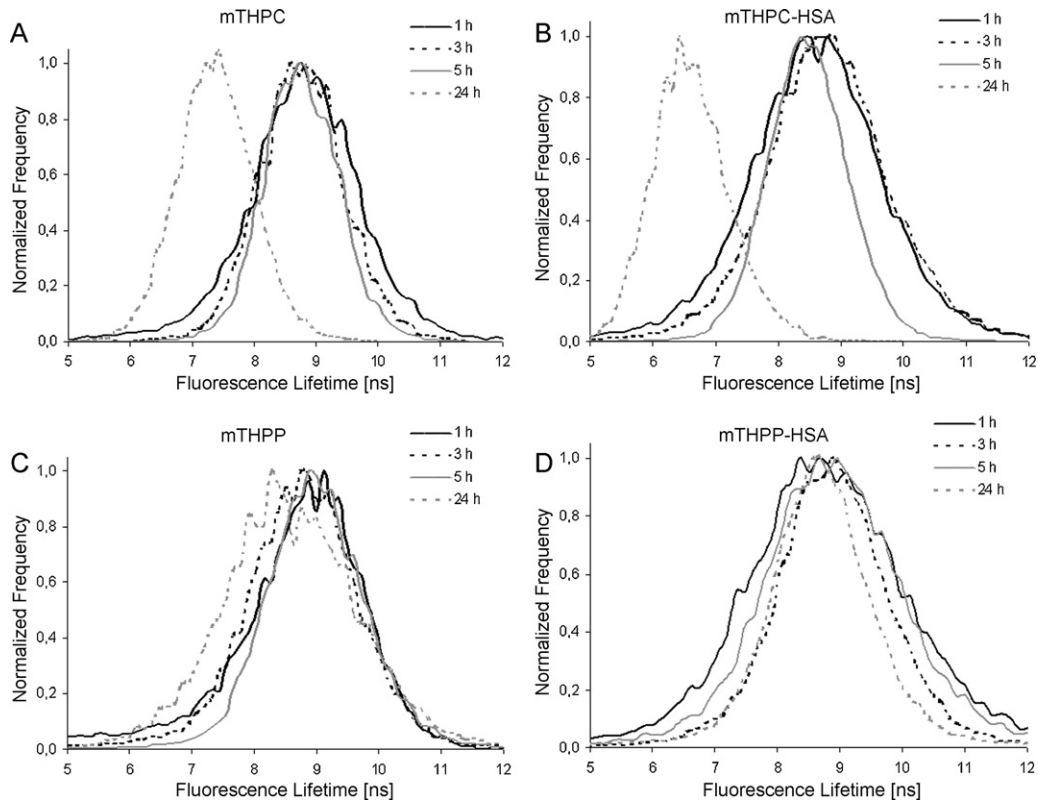 A
mTHPC
1 h
3 h
5 h
24 h
Normalized Frequency
1,0
0,8
0,6
0,4
0,2
0,0
5 6 7 8 9 10 11 12
Fluorescence Lifetime [ns]
B
mTHPC-HSA
1 h
3 h
5 h
24 h
Normalized Frequency
1,0
0,8
0,6
0,4
0,2
0,0
5 6 7 8 9 10 11 12
Fluorescence Lifetime [ns]
C
mTHPP
1 h
3 h
5 h
24 h
Normalized Frequency
1,0
0,8
0,6
0,4
0,2
0,0
5 6 7 8 9 10 11 12
Fluorescence Lifetime [ns]
D
mTHPP-HSA
1 h
3 h
5 h
24 h
Normalized Frequency
1,0
0,8
0,6
0,4
0,2
0,0
5 6 7 8 9 10 11 12
Fluorescence Lifetime [ns]